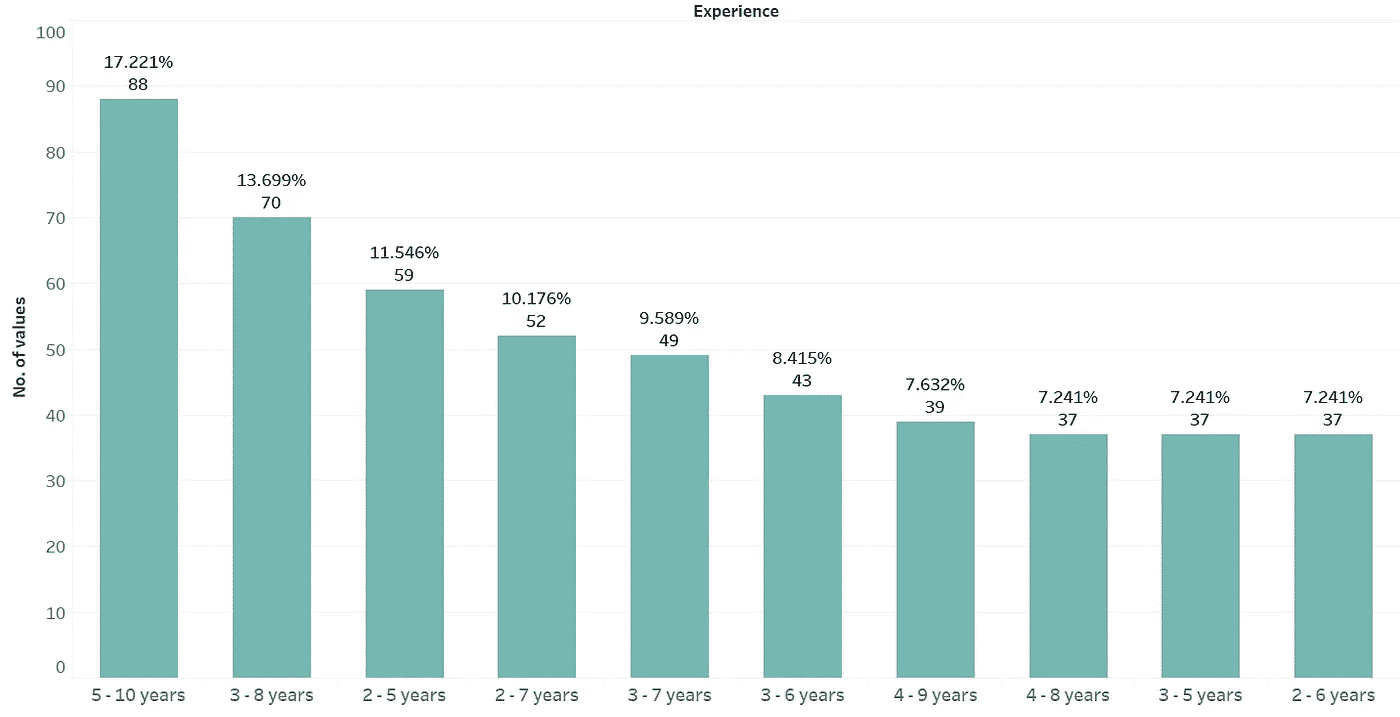 Experience
No. of values
100
90
80
70
60
50
40
30
20
10
0
17.221%
88
13.699%
70
11.546%
59
10.176%
52
9.589%
49
8.415%
43
7.632%
39
7.241%
37
7.241%
37
7.241%
37
5 - 10 years
3 - 8 years
2 - 5 years
2 - 7 years
3 - 7 years
3 - 6 years
4 - 9 years
4 - 8 years
3 - 5 years
2 - 6 years